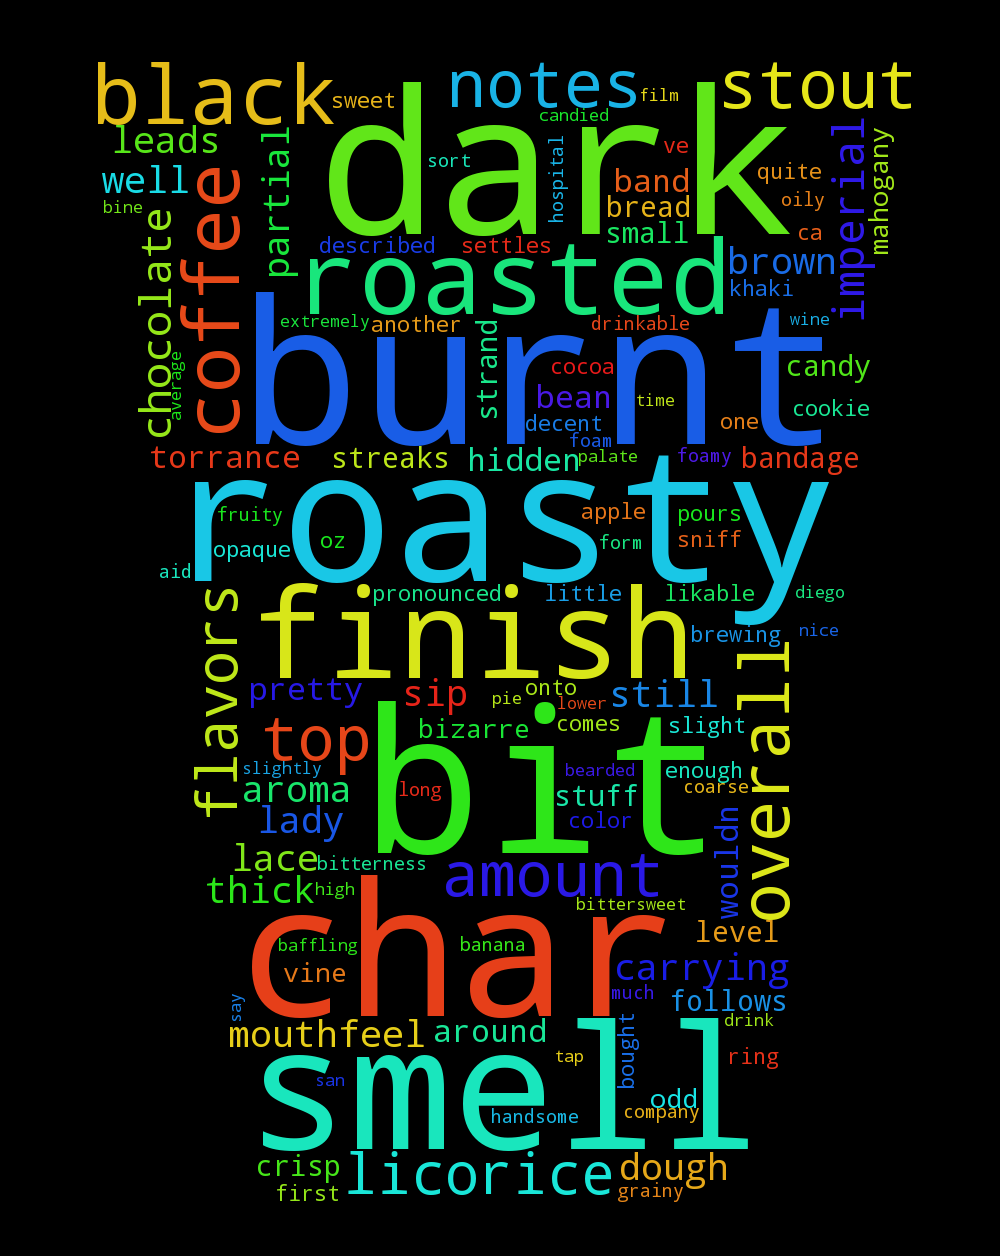 black
notes
stout
dark
sweet
film
candied
leads
partial
sort
hospital
ve
imperial
mahogany
well
coffee
band
quite
bine
bread
oily
chocolate
small
ca
described
settles
roasted
brown
khaki
extremely
another
strand
drinkable
wine
burnt
average
cocoa
candy
bean
time
decent
one
cookie
foam
torrance
streaks
hidden
palate
foamy
bandage
roasty
fruity
apple
pours
opaque
oz
form
sniff
aid
flavors
finish
pronounced
little
likable
diego
brewing
nice
overall
pretty
sip
pie
onto
lower
still
top
bizarre
comes
slight
bit
slightly
bearded
enough
aroma
long
stuff
coarse
lady
color
wouldn
lace
bitterness
amount
thick
high
bittersweet
char
level
baffling
banana
vine
carrying
say
much
follows
mouthfeel
around
bought
drink
smell
tap
ring
san
odd
handsome
company
crisp
licorice
dough
first
grainy